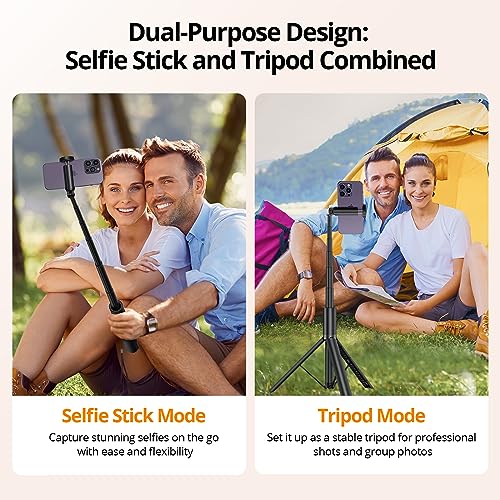 Dual-Purpose Design:
Selfie Stick and Tripod Combined
Selfie Stick Mode
Capture stunning selfies on the go
with ease and flexibility
Tripod Mode
Set it up as a stable tripod for professional
shots and group photos